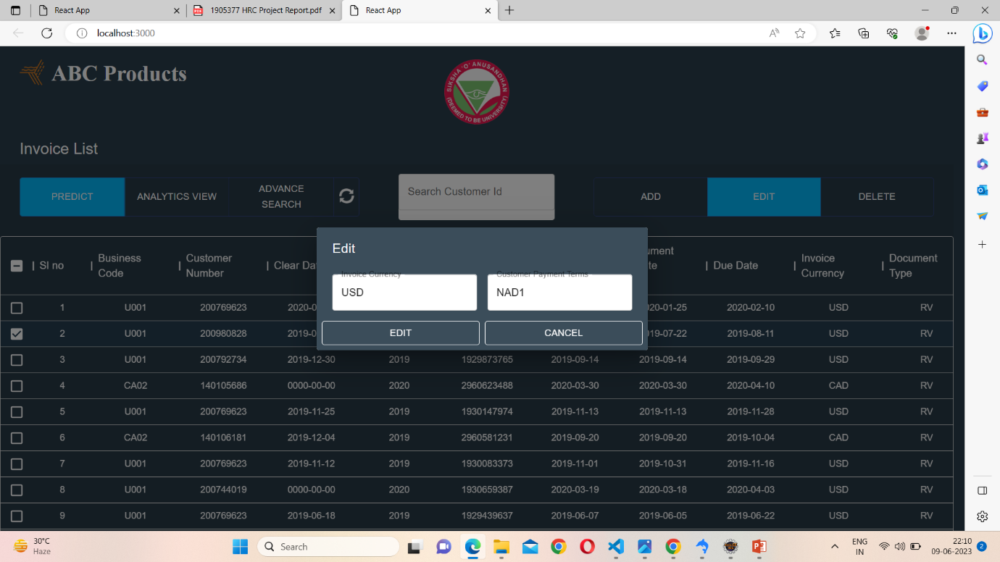 React App
1905377 HRC Project Report.pdf
React App
localhost:3000
ABC Products
SIKSHA 'O' ANUSANDHAN
(DEEMED TO BE UNIVERSITY)
Invoice List
PREDICT
ANALYTICS VIEW
ADVANCE
SEARCH
Search Customer Id
ADD
EDIT
DELETE
Edit
Invoice Currency
Customer Payment Terms
USD
NAD1
EDIT
CANCEL
Sl no
Business
Code
Customer
Number
Clear Da
ument
te
Due Date
Invoice
Currency
Document
Type
1 U001 200769623 2020-0 20-01-25 2020-02-10 USD RV
2 U001 200980828 2019-0 19-07-22 2019-08-11 USD RV
3 U001 200792734 2019-12-30 2019 1929873765 2019-09-14 2019-09-14 2019-09-29 USD RV
4 CA02 140105686 0000-00-00 2020 2960623488 2020-03-30 2020-03-30 2020-04-10 CAD RV
5 U001 200769623 2019-11-25 2019 1930147974 2019-11-13 2019-11-13 2019-11-28 USD RV
6 CA02 140106181 2019-12-04 2019 2960581231 2019-09-20 2019-09-20 2019-10-04 CAD RV
7 U001 200769623 2019-11-12 2019 1930083373 2019-11-01 2019-10-31 2019-11-16 USD RV
8 U001 200744019 0000-00-00 2020 1930659387 2020-03-19 2020-03-18 2020-04-03 USD RV
9 U001 200769623 2019-06-18 2019 1929439637 2019-06-07 2019-06-05 2019-06-22 USD RV
30°C
Haze
Search
ENG
IN
22:10
09-06-2023
2